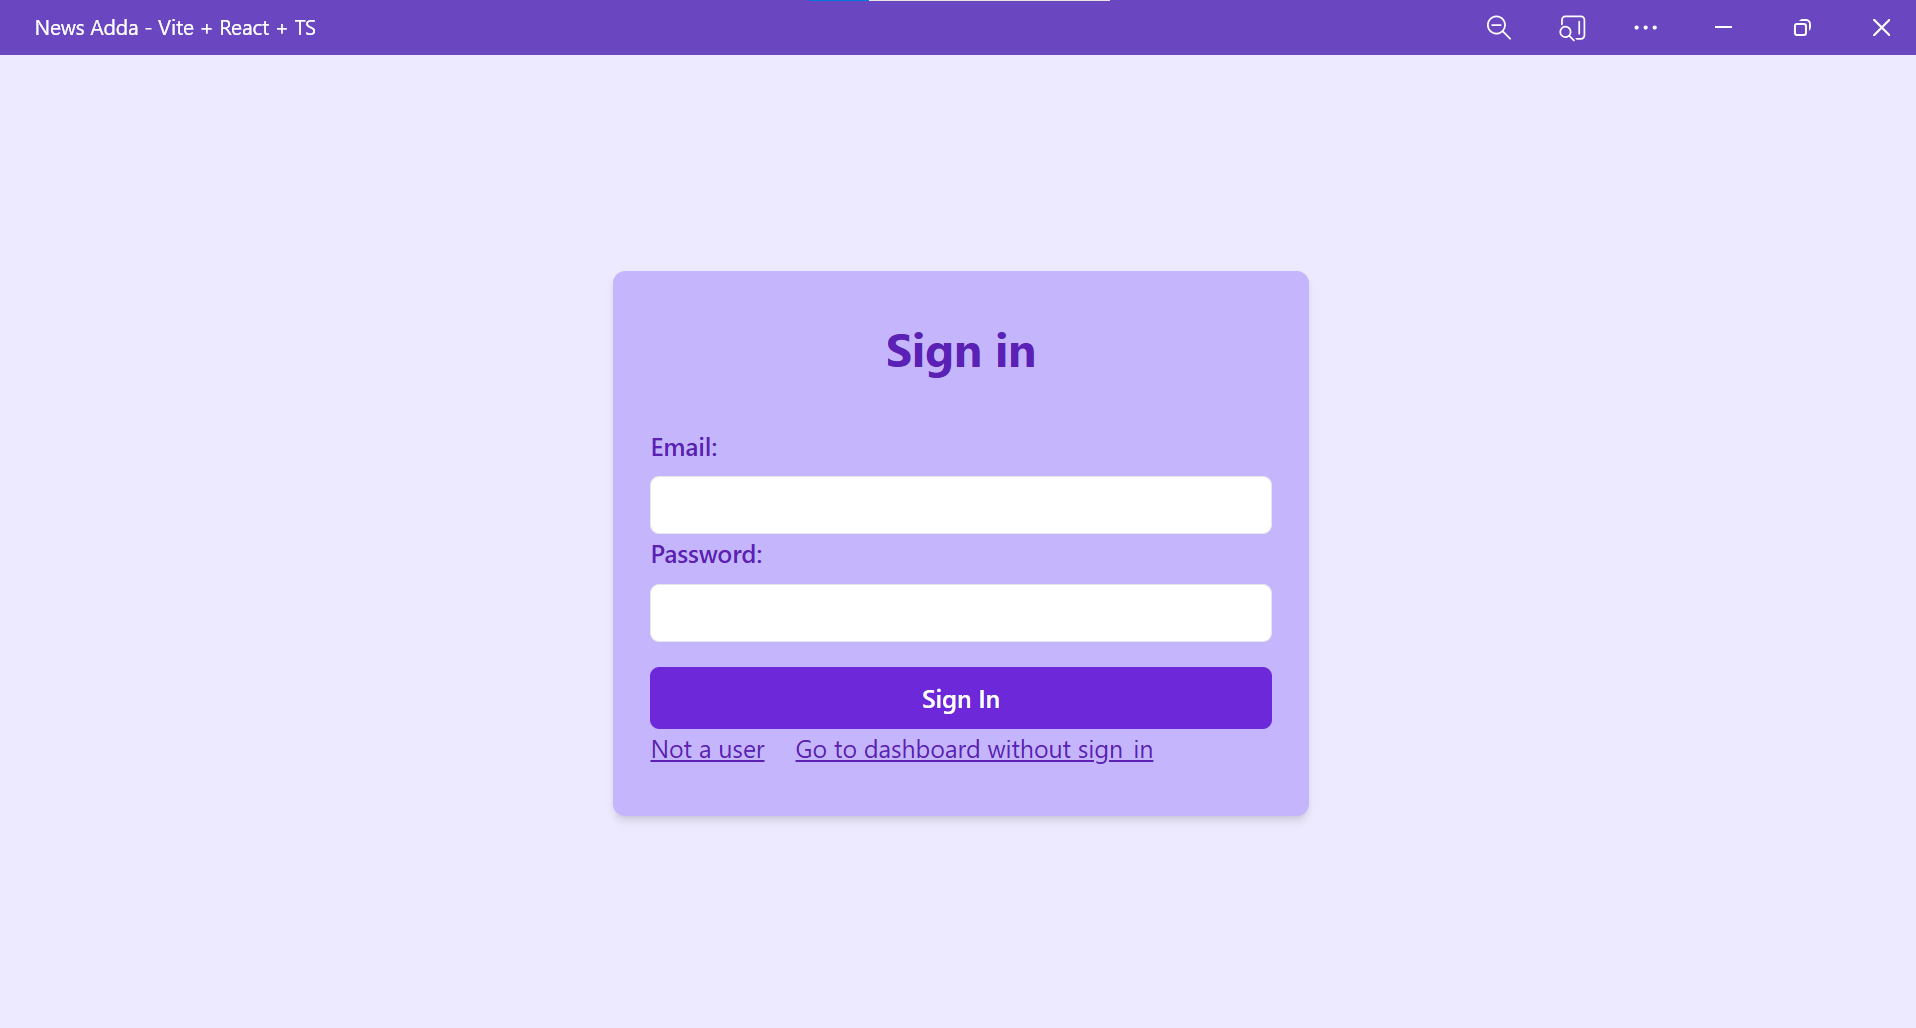 News Adda - Vite + React + TS
Sign in
Email:
Password:
Sign In
Not a user Go to dashboard without sign in